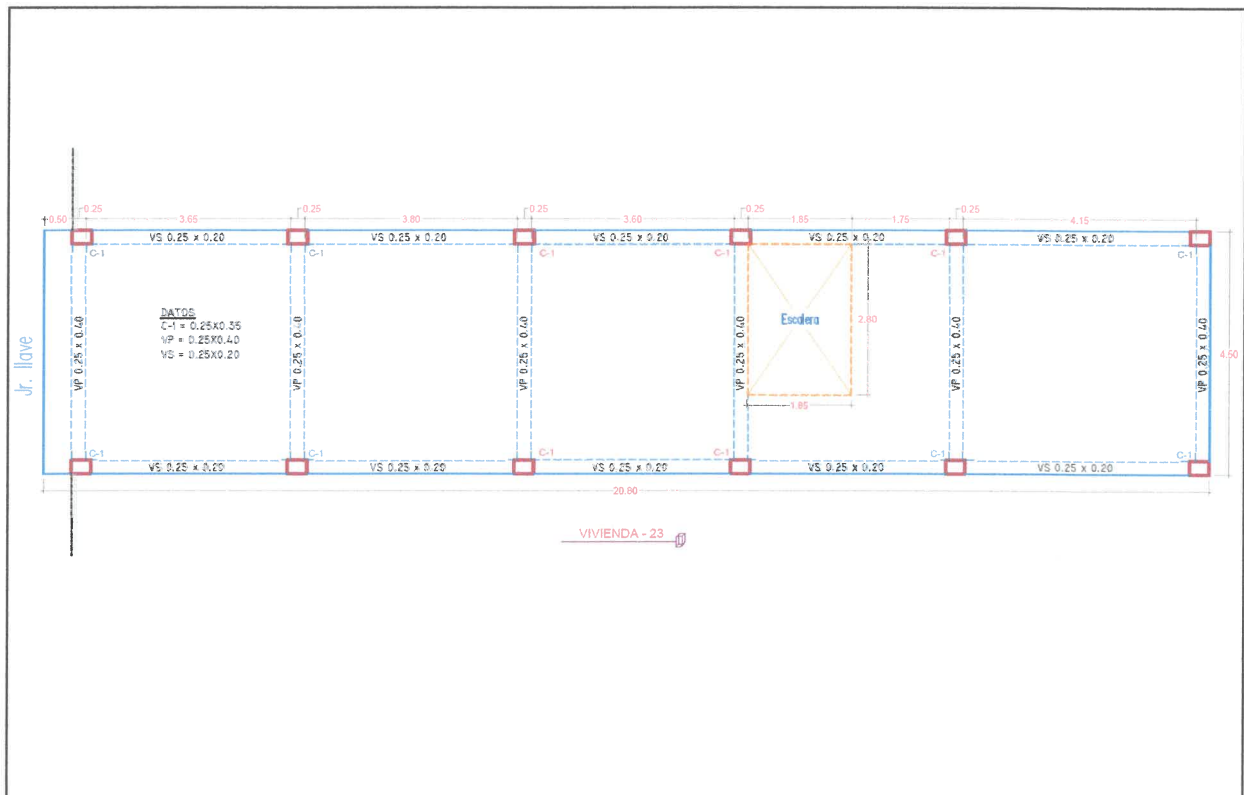 0.25 0.25 0.25 0.25 0.25
0.50 3.65 3.80 3.60 1.85 1.75 4.15
VS 0.25 x 0.20 VS 0.25 x 0.20 VS 0.25 x 0.20 VS 0.25 x 0.20 VS 0.25 x 0.20
C-1 C-1 C-1 C-1 C-1 C-1
DATOS
C-1 = 0.25X0.35
VP = 0.25X0.40
VS = 0.25X0.20
Jr. Ilave
VP 0.25 x 0.40 VP 0.25 x 0.40 VP 0.25 x 0.40 VP 0.25 x 0.40 VP 0.25 x 0.40 VP 0.25 x 0.40
Escalera
2.80
4.50
1.85
C-1 C-1 C-1 C-1 C-1 C-1
VS 0.25 x 0.20 VS 0.25 x 0.20 VS 0.25 x 0.20 VS 0.25 x 0.20 VS 0.25 x 0.20
20.80
VIVIENDA - 23